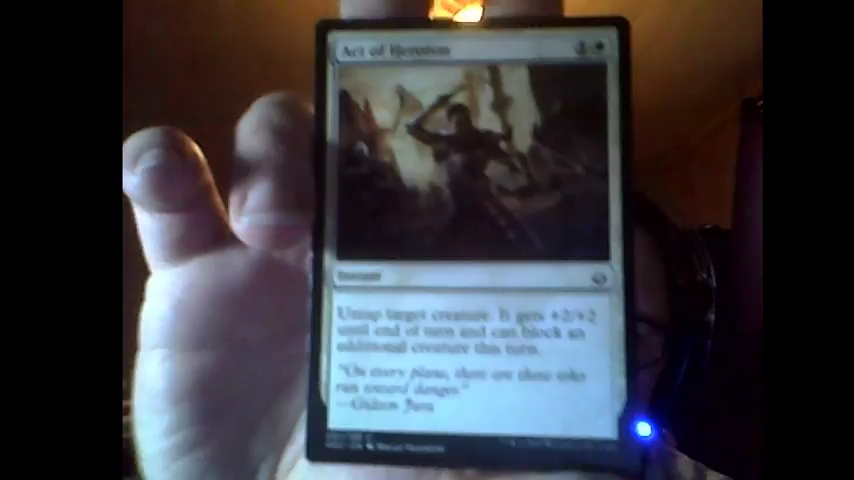 Act of Heroism
Instant
Untap target creature. It gets +2/+2
until end of turn and can block an
additional creature this turn.
"On every plane, there are those who
run toward danger."
—Gideon Jura